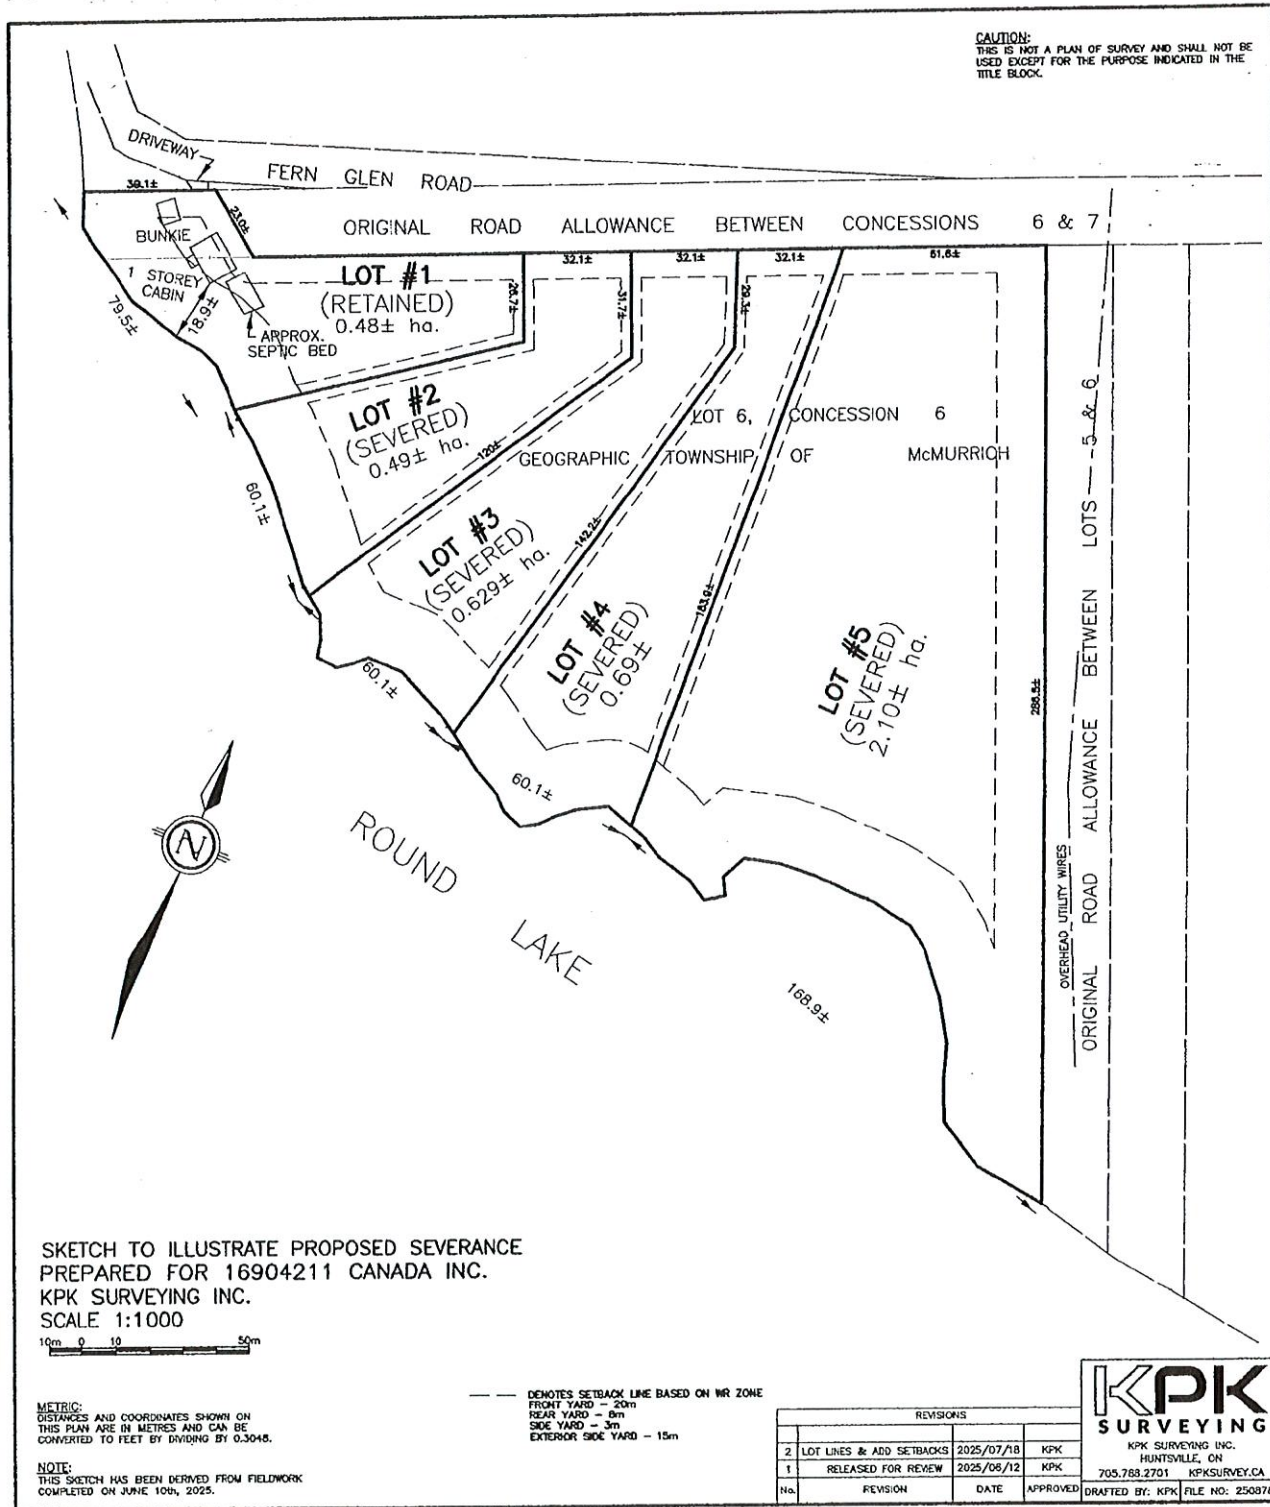 CAUTION:
THIS IS NOT A PLAN OF SURVEY AND SHALL NOT BE
USED EXCEPT FOR THE PURPOSE INDICATED IN THE
TITLE BLOCK.
DRIVEWAY
FERN GLEN ROAD
39.1±
23.0±
ORIGINAL ROAD ALLOWANCE BETWEEN CONCESSIONS 6 & 7
BUNKIE
1 STOREY
CABIN
79.5±
18.9±
APPROX.
SEPTIC BED
LOT #1
(RETAINED)
0.48± ha.
26.7±
32.1±
31.7±
32.1±
29.3±
32.1±
51.6±
LOT #2
(SEVERED)
0.49± ha.
120±
60.1±
LOT 6, CONCESSION 6
GEOGRAPHIC TOWNSHIP OF McMURRICH
LOT #3
(SEVERED)
0.629± ha.
142.2±
60.1±
LOT #4
(SEVERED)
0.69±
183.9±
60.1±
LOT #5
(SEVERED)
2.10± ha.
286.5±
168.9±
OVERHEAD UTILITY WIRES
ORIGINAL ROAD ALLOWANCE BETWEEN LOTS 5 & 6
N
ROUND
LAKE
SKETCH TO ILLUSTRATE PROPOSED SEVERANCE
PREPARED FOR 16904211 CANADA INC.
KPK SURVEYING INC.
SCALE 1:1000
10m 0 10 50m
METRIC:
DISTANCES AND COORDINATES SHOWN ON
THIS PLAN ARE IN METRES AND CAN BE
CONVERTED TO FEET BY DIVIDING BY 0.3048.
NOTE:
THIS SKETCH HAS BEEN DERIVED FROM FIELDWORK
COMPLETED ON JUNE 10th, 2025.
DENOTES SETBACK LINE BASED ON WR ZONE
FRONT YARD - 20m
REAR YARD - 8m
SIDE YARD - 3m
EXTERIOR SIDE YARD - 15m
REVISIONS
2 LOT LINES & ADD SETBACKS 2025/07/18 KPK
1 RELEASED FOR REVIEW 2025/06/12 KPK
No. REVISION DATE APPROVED
KPK
SURVEYING
KPK SURVEYING INC.
HUNTSVILLE, ON
705.788.2701 KPKSURVEY.CA
DRAFTED BY: KPK FILE NO: 250878